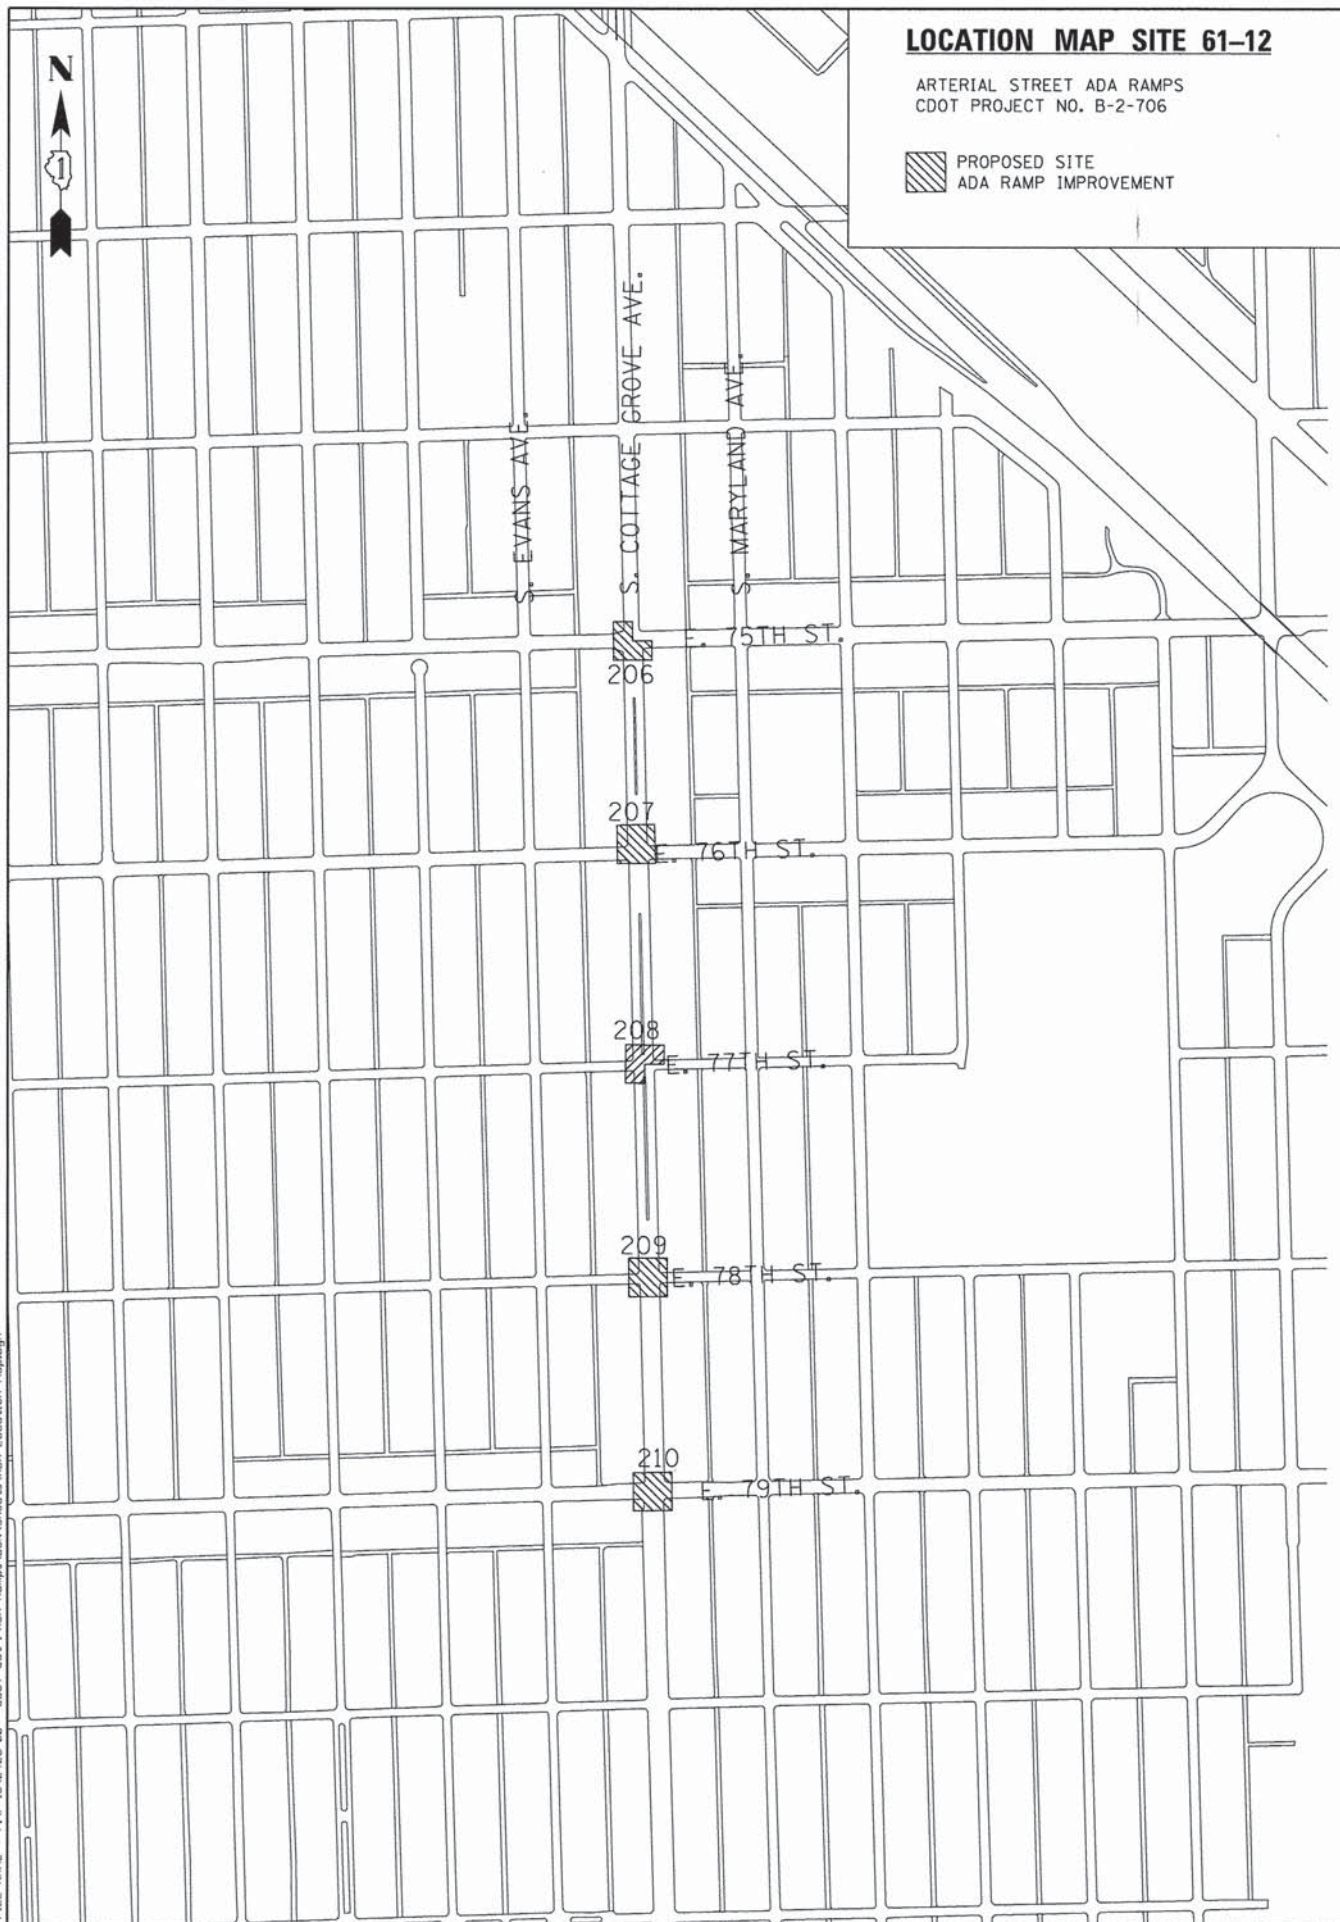 LOCATION MAP SITE 61–12
ARTERIAL STREET ADA RAMPS
CDOT PROJECT NO. B-2-706
PROPOSED SITE
ADA RAMP IMPROVEMENT
N
1
S. EVANS AVE.
S. COTTAGE GROVE AVE.
S. MARYLAND AVE.
E. 75TH ST.
206
207
E. 76TH ST.
208
E. 77TH ST.
209
E. 78TH ST.
210
E. 79TH ST.